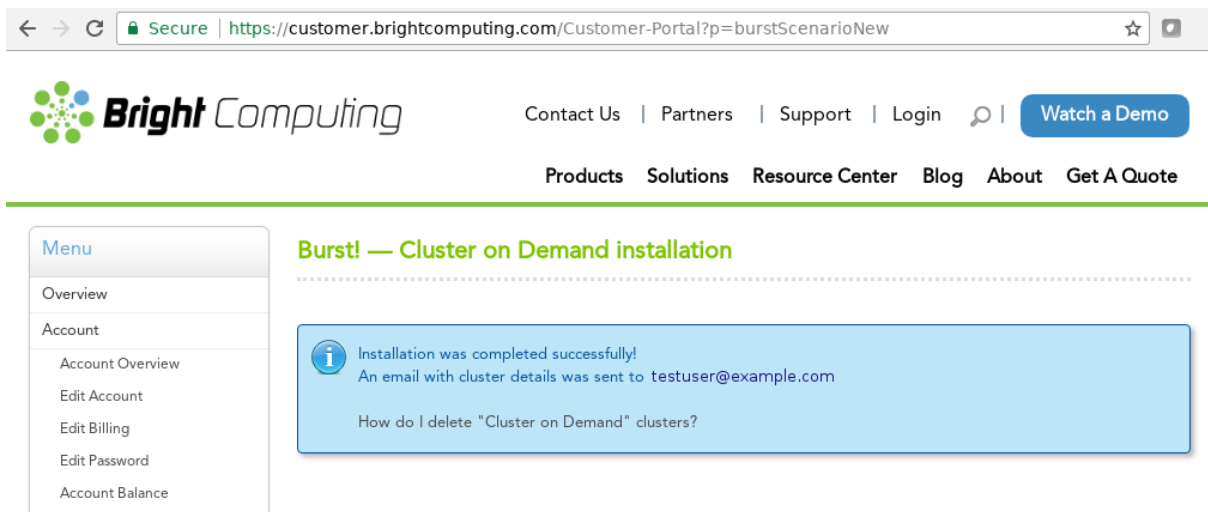 Secure | https://customer.brightcomputing.com/Customer-Portal?p=burstScenarioNew
Bright Computing
Contact Us | Partners | Support | Login | Watch a Demo
Products Solutions Resource Center Blog About Get A Quote
Menu
Overview
Account
Account Overview
Edit Account
Edit Billing
Edit Password
Account Balance
Burst! — Cluster on Demand installation
Installation was completed successfully!
An email with cluster details was sent to testuser@example.com
How do I delete "Cluster on Demand" clusters?